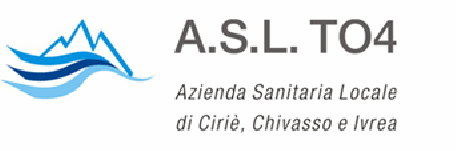 A.S.L. TO4
Azienda Sanitaria Locale
di Ciriè, Chivasso e Ivrea